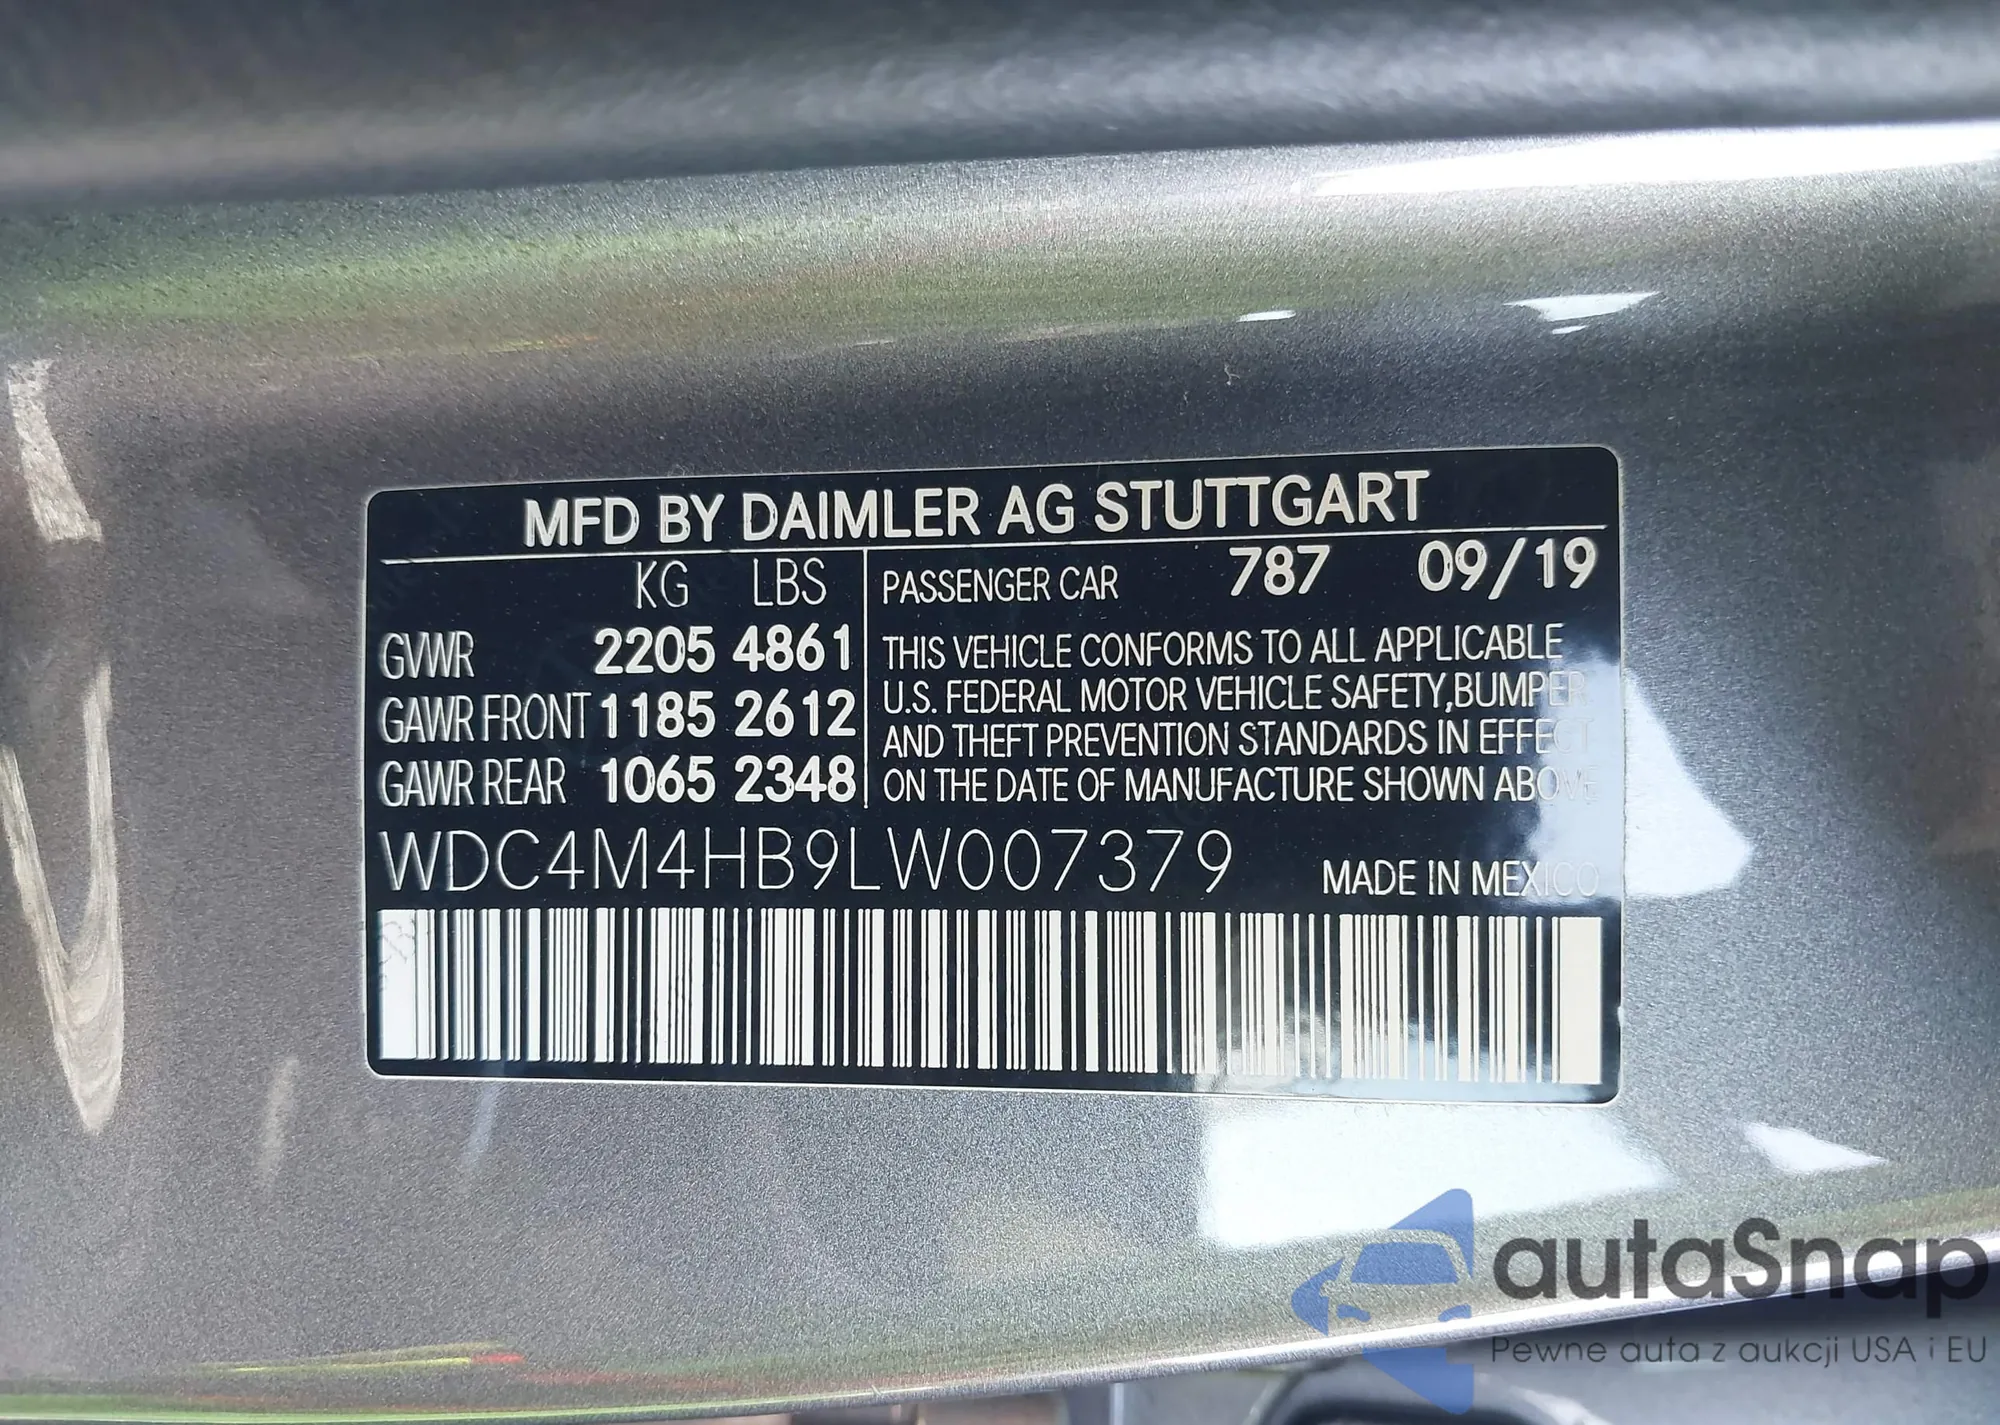 MFD BY DAIMLER AG STUTTGART
KG LBS
GVWR 2205 4861
GAWR FRONT 1185 2612
GAWR REAR 1065 2348
PASSENGER CAR 787 09/19
THIS VEHICLE CONFORMS TO ALL APPLICABLE
U.S. FEDERAL MOTOR VEHICLE SAFETY,BUMPER
AND THEFT PREVENTION STANDARDS IN EFFECT
ON THE DATE OF MANUFACTURE SHOWN ABOVE
WDC4M4HB9LW007379 MADE IN MEXICO
autaSnap
Pewne auta z aukcji USA i EU